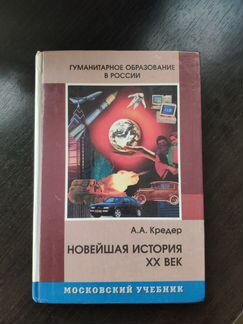 ГУМАНИТАРНОЕ ОБРАЗОВАНИЕ
В РОССИИ
А.А. Кредер
НОВЕЙШАЯ ИСТОРИЯ
XX ВЕК
МОСКОВСКИЙ УЧЕБНИК